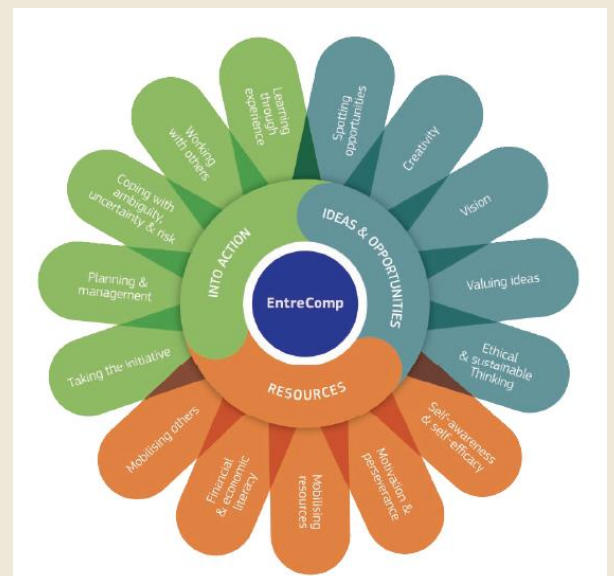 EntreComp
IDEAS & OPPORTUNITIES
Spotting
opportunities
Creativity
Vision
Valuing ideas
Ethical
& sustainable
Thinking
RESOURCES
Self-awareness
& self-efficacy
Motivation &
perseverance
Mobilising
resources
Financial
& economic
literacy
Mobilising others
INTO ACTION
Taking the initiative
Planning &
management
Coping with
ambiguity,
uncertainty & risk
Working
with others
Learning
through
experience